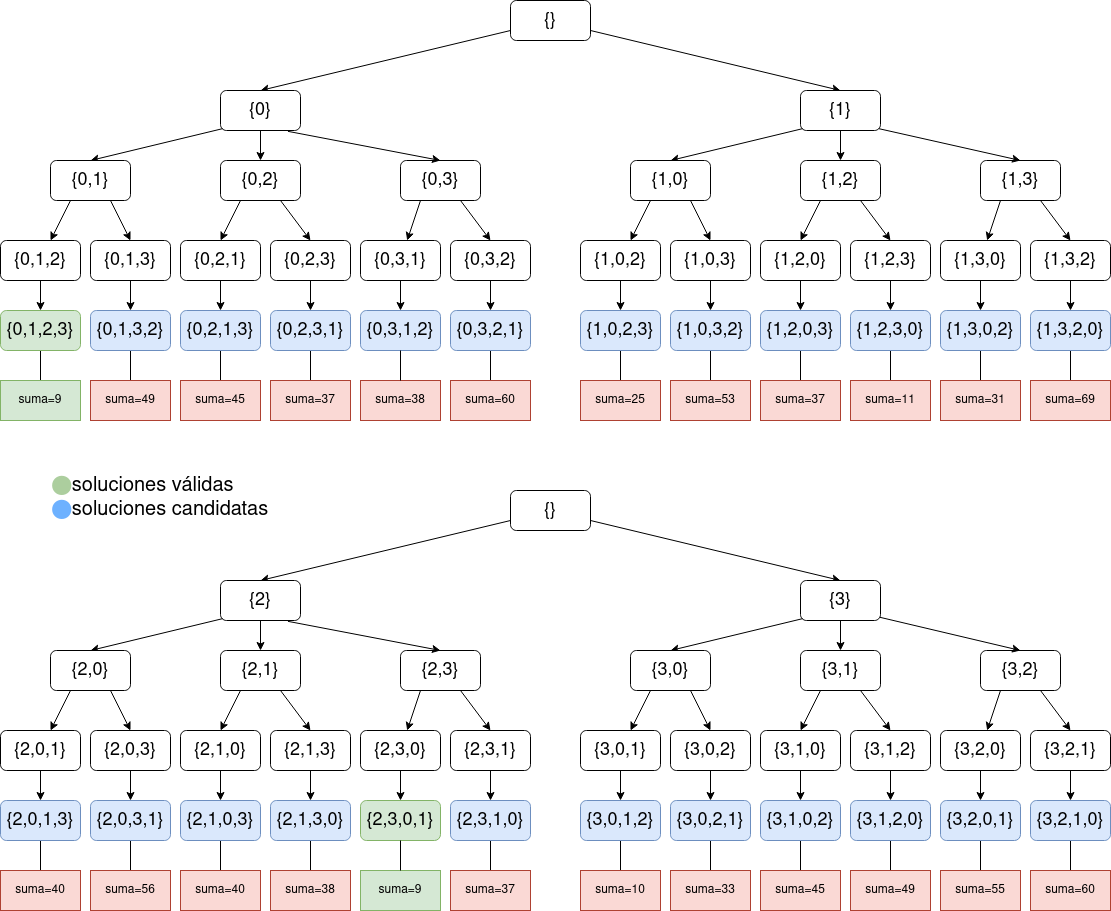 {}
{0} {1}
{0,1} {0,2} {0,3} {1,0} {1,2} {1,3}
{0,1,2} {0,1,3} {0,2,1} {0,2,3} {0,3,1} {0,3,2} {1,0,2} {1,0,3} {1,2,0} {1,2,3} {1,3,0} {1,3,2}
{0,1,2,3} {0,1,3,2} {0,2,1,3} {0,2,3,1} {0,3,1,2} {0,3,2,1} {1,0,2,3} {1,0,3,2} {1,2,0,3} {1,2,3,0} {1,3,0,2} {1,3,2,0}
suma=9 suma=49 suma=45 suma=37 suma=38 suma=60 suma=25 suma=53 suma=37 suma=11 suma=31 suma=69
soluciones válidas
soluciones candidatas
{}
{2} {3}
{2,0} {2,1} {2,3} {3,0} {3,1} {3,2}
{2,0,1} {2,0,3} {2,1,0} {2,1,3} {2,3,0} {2,3,1} {3,0,1} {3,0,2} {3,1,0} {3,1,2} {3,2,0} {3,2,1}
{2,0,1,3} {2,0,3,1} {2,1,0,3} {2,1,3,0} {2,3,0,1} {2,3,1,0} {3,0,1,2} {3,0,2,1} {3,1,0,2} {3,1,2,0} {3,2,0,1} {3,2,1,0}
suma=40 suma=56 suma=40 suma=38 suma=9 suma=37 suma=10 suma=33 suma=45 suma=49 suma=55 suma=60